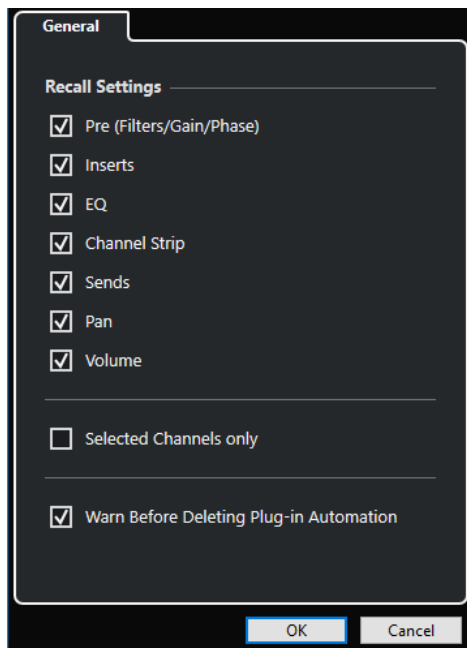 General
Recall Settings
Pre (Filters/Gain/Phase)
Inserts
EQ
Channel Strip
Sends
Pan
Volume
Selected Channels only
Warn Before Deleting Plug-in Automation
OK Cancel